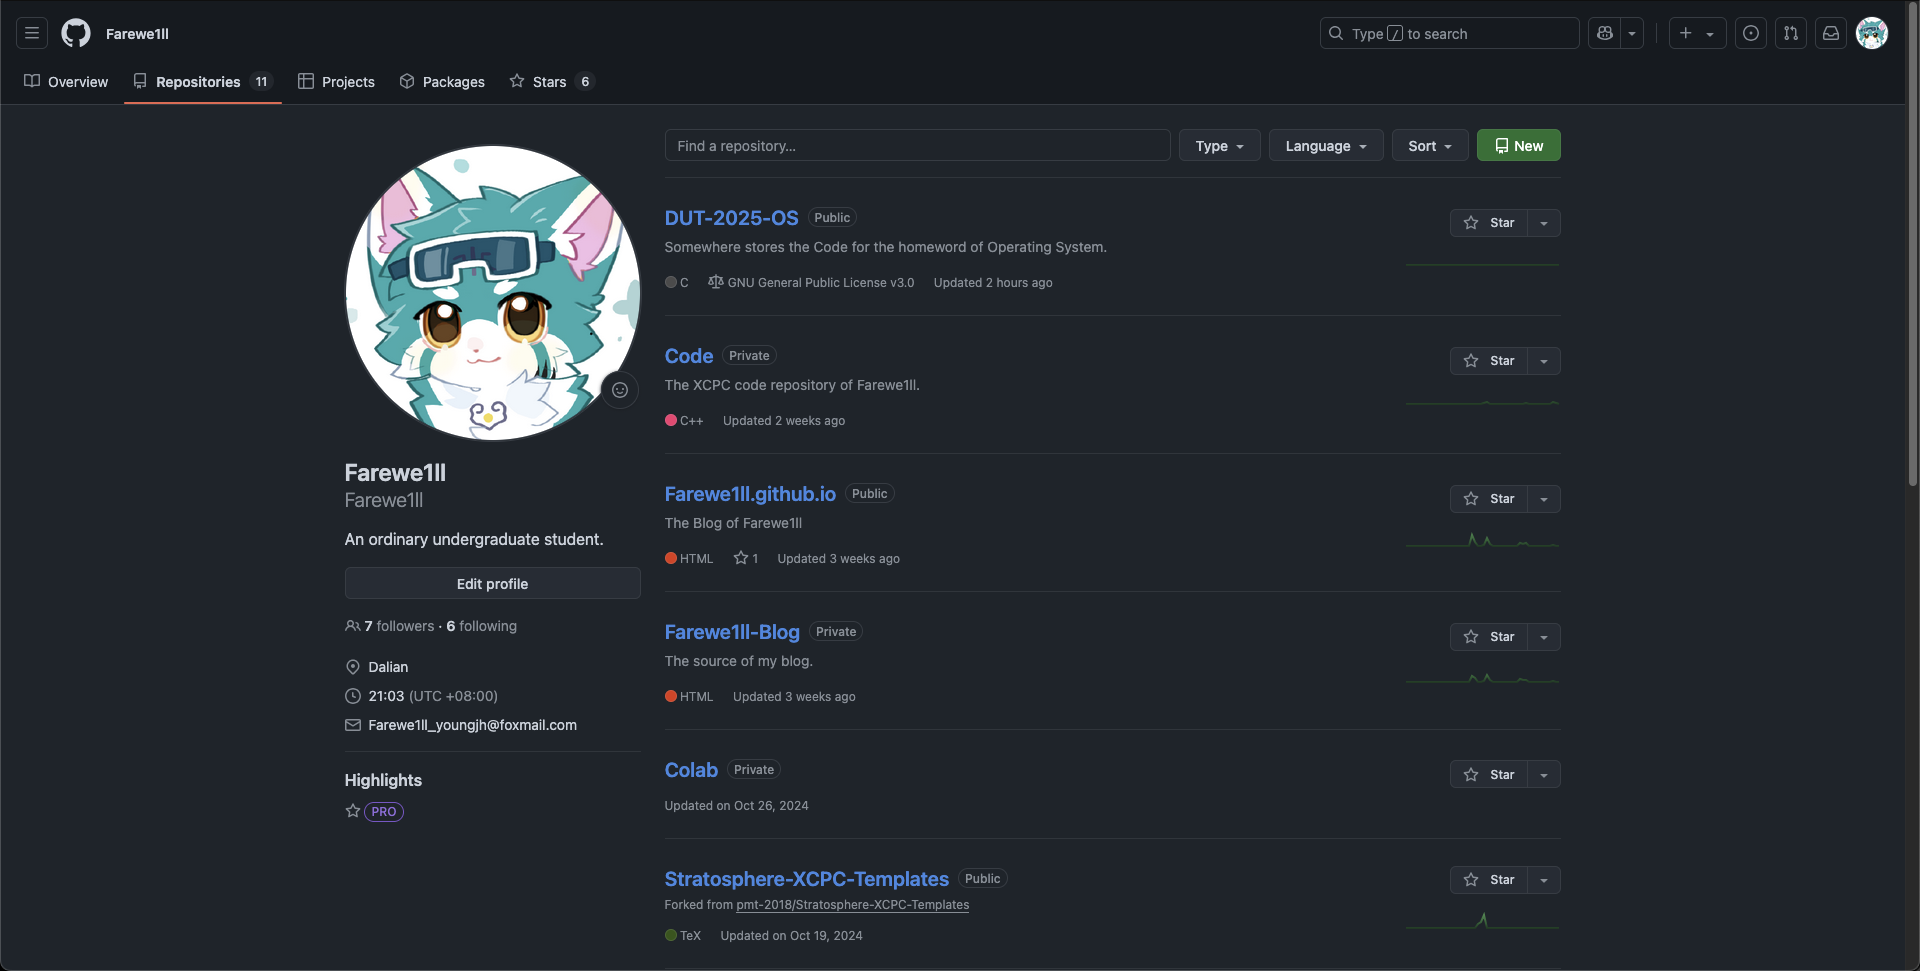 Farewe1ll
Type / to search
Overview
Repositories 11
Projects
Packages
Stars 6
Farewe1ll
Farewe1ll
An ordinary undergraduate student.
Edit profile
7 followers · 6 following
Dalian
21:03 (UTC +08:00)
Farewe1ll_youngjh@foxmail.com
Highlights
PRO
Find a repository...
Type
Language
Sort
New
DUT-2025-OS Public
Star
Somewhere stores the Code for the homeword of Operating System.
C GNU General Public License v3.0 Updated 2 hours ago
Code Private
Star
The XCPC code repository of Farewe1ll.
C++ Updated 2 weeks ago
Farewe1ll.github.io Public
Star
The Blog of Farewe1ll
HTML 1 Updated 3 weeks ago
Farewe1ll-Blog Private
Star
The source of my blog.
HTML Updated 3 weeks ago
Colab Private
Star
Updated on Oct 26, 2024
Stratosphere-XCPC-Templates Public
Star
Forked from pmt-2018/Stratosphere-XCPC-Templates
TeX Updated on Oct 19, 2024